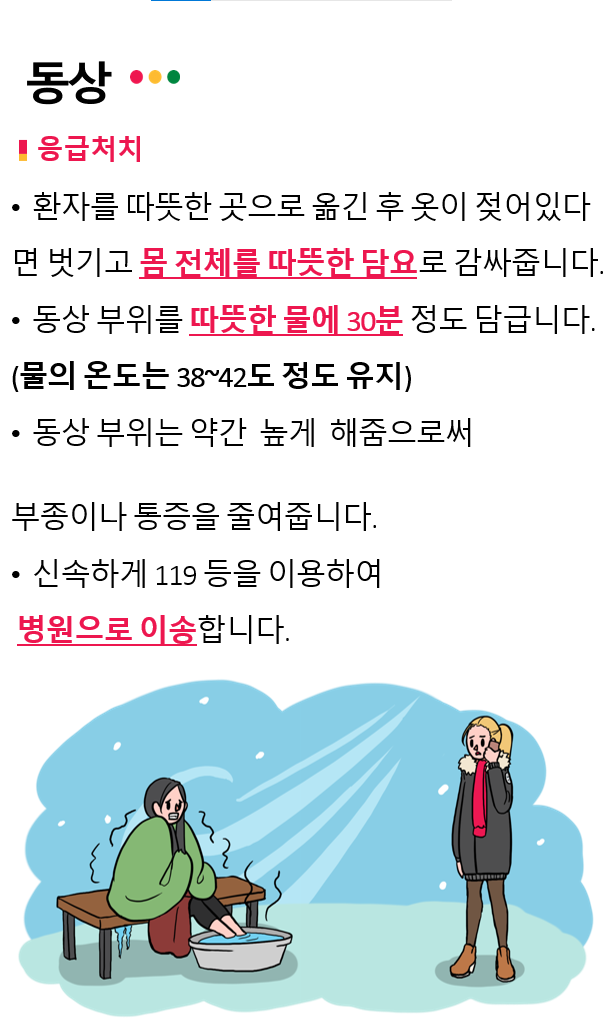 동상
응급처치
• 환자를 따뜻한 곳으로 옮긴 후 옷이 젖어있다
면 벗기고 몸 전체를 따뜻한 담요로 감싸줍니다.
• 동상 부위를 따뜻한 물에 30분 정도 담급니다.
(물의 온도는 38~42도 정도 유지)
• 동상 부위는 약간 높게 해줌으로써
부종이나 통증을 줄여줍니다.
• 신속하게 119 등을 이용하여
병원으로 이송합니다.